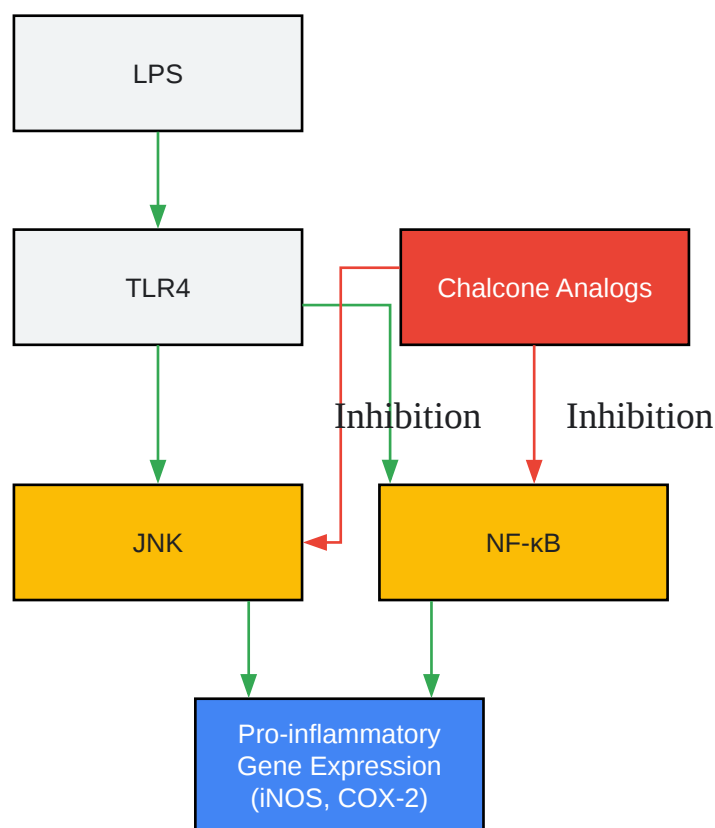 LPS
TLR4
Chalcone Analogs
Inhibition
Inhibition
JNK
NF-κB
Pro-inflammatory
Gene Expression
(iNOS, COX-2)